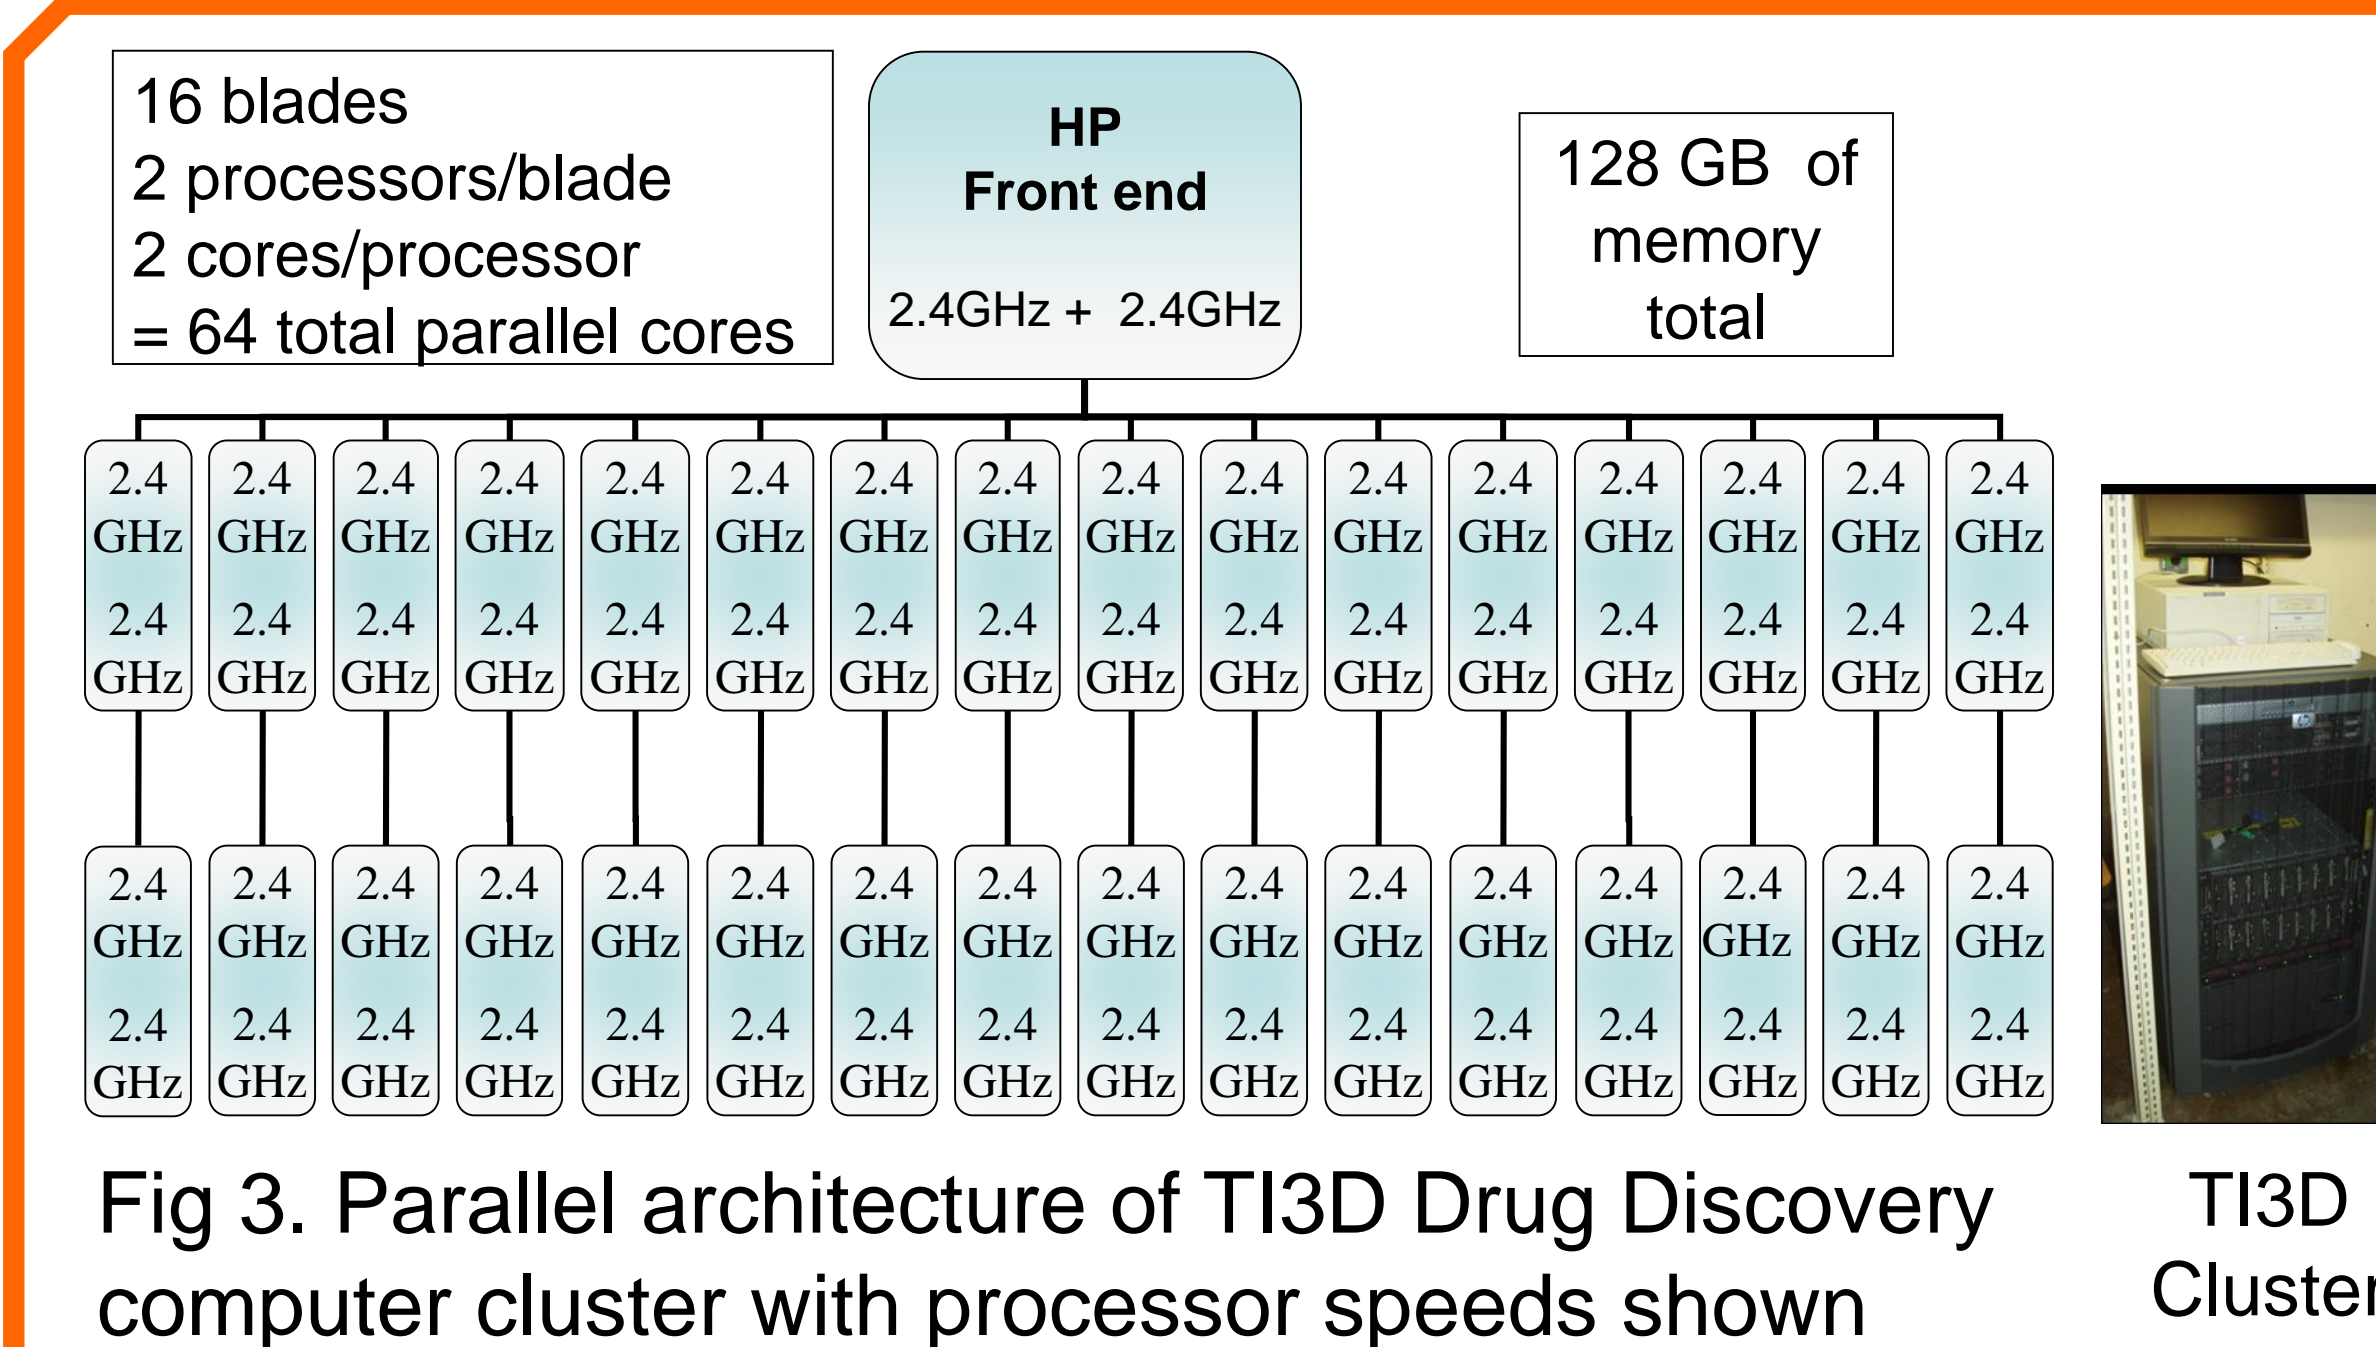 16 blades
2 processors/blade
2 cores/processor
= 64 total parallel cores
HP
Front end
2.4GHz + 2.4GHz
128 GB of
memory
total
2.4 2.4 2.4 2.4 2.4 2.4 2.4 2.4 2.4 2.4 2.4 2.4 2.4 2.4 2.4 2.4
GHz GHz GHz GHz GHz GHz GHz GHz GHz GHz GHz GHz GHz GHz GHz GHz
2.4 2.4 2.4 2.4 2.4 2.4 2.4 2.4 2.4 2.4 2.4 2.4 2.4 2.4 2.4 2.4
GHz GHz GHz GHz GHz GHz GHz GHz GHz GHz GHz GHz GHz GHz GHz GHz
2.4 2.4 2.4 2.4 2.4 2.4 2.4 2.4 2.4 2.4 2.4 2.4 2.4 2.4 2.4 2.4
GHz GHz GHz GHz GHz GHz GHz GHz GHz GHz GHz GHz GHz GHz GHz GHz
2.4 2.4 2.4 2.4 2.4 2.4 2.4 2.4 2.4 2.4 2.4 2.4 2.4 2.4 2.4 2.4
GHz GHz GHz GHz GHz GHz GHz GHz GHz GHz GHz GHz GHz GHz GHz GHz
Fig 3. Parallel architecture of TI3D Drug Discovery
computer cluster with processor speeds shown
TI3D
Cluster